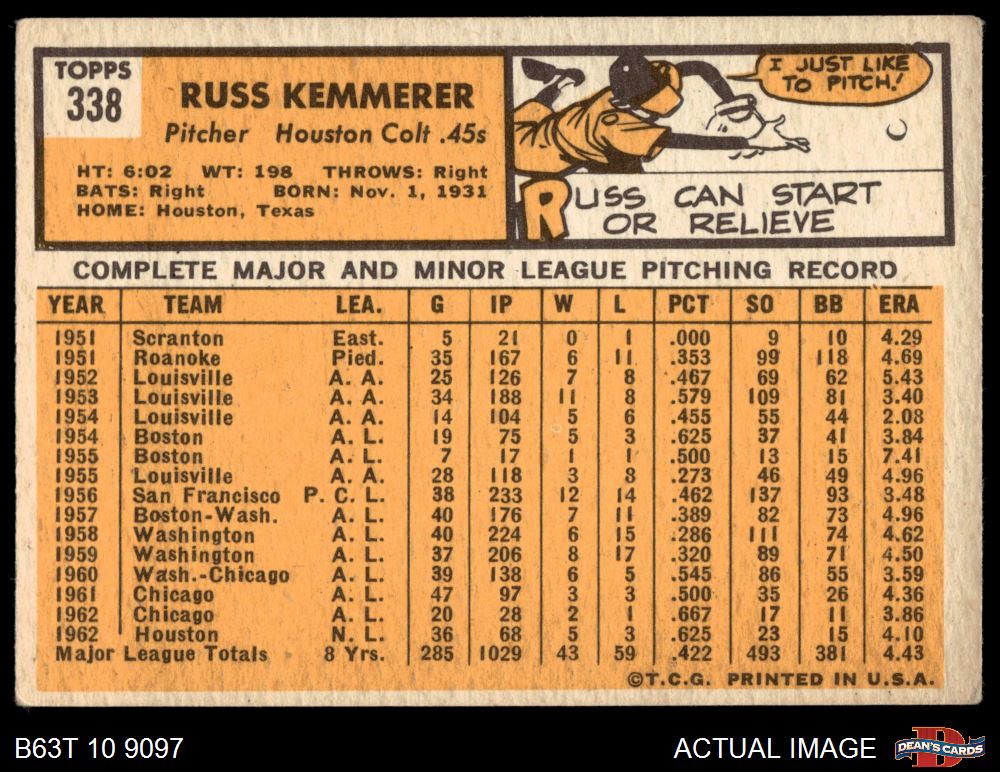 TOPPS
338
RUSS KEMMERER
Pitcher Houston Colt .45s
HT: 6:02 WT: 198 THROWS: Right
BATS: Right BORN: Nov. 1, 1931
HOME: Houston, Texas
I JUST LIKE
TO PITCH!
RUSS CAN START
OR RELIEVE
COMPLETE MAJOR AND MINOR LEAGUE PITCHING RECORD
YEAR TEAM LEA. G IP W L PCT SO BB ERA
1951 Scranton East. 5 21 0 1 .000 9 10 4.29
1951 Roanoke Pied. 35 167 6 11 .353 99 118 4.69
1952 Louisville A. A. 25 126 7 8 .467 69 62 5.43
1953 Louisville A. A. 34 188 11 8 .579 109 81 3.40
1954 Louisville A. A. 14 104 5 6 .455 55 44 2.08
1954 Boston A. L. 19 75 5 3 .625 37 41 3.84
1955 Boston A. L. 7 17 1 1 .500 13 15 7.41
1955 Louisville A. A. 28 118 3 8 .273 46 49 4.96
1956 San Francisco P. C. L. 38 233 12 14 .462 137 93 3.48
1957 Boston-Wash. A. L. 40 176 7 11 .389 82 73 4.96
1958 Washington A. L. 40 224 6 15 .286 111 74 4.62
1959 Washington A. L. 37 206 8 17 .320 89 71 4.50
1960 Wash.-Chicago A. L. 39 138 6 5 .545 86 55 3.59
1961 Chicago A. L. 47 97 3 3 .500 35 26 4.36
1962 Chicago A. L. 20 28 2 1 .667 17 11 3.86
1962 Houston N. L. 36 68 5 3 .625 23 15 4.10
Major League Totals 8 Yrs. 285 1029 43 59 .422 493 381 4.43
©T.C.G. PRINTED IN U.S.A.
B63T 10 9097
ACTUAL IMAGE
DEAN'S CARDS